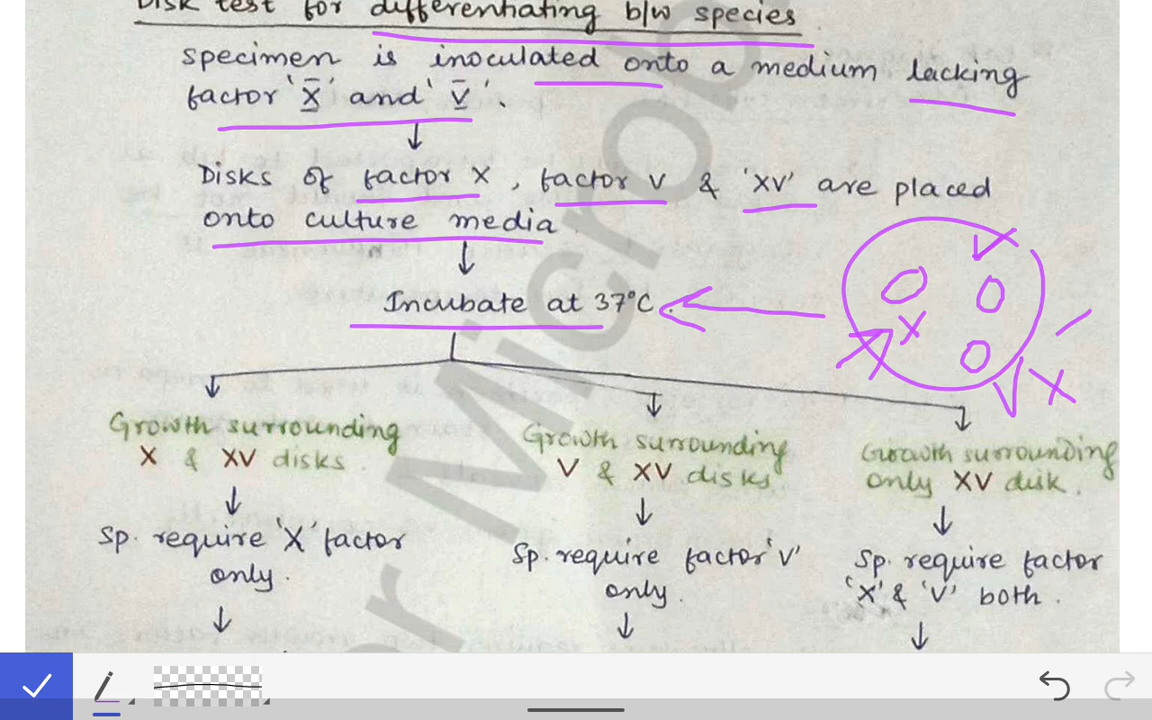 Disk test for differentiating b/w species
specimen is inoculated onto a medium lacking
factor 'X' and 'V'.
↓
Disks of factor X, factor V & 'XV' are placed
onto culture media.
↓
Incubate at 37°C.
Growth surrounding
X & XV disks.
↓
Sp. require 'X' factor
only.
↓
Growth surrounding
V & XV disks
↓
Sp. require factor 'V'
only.
↓
Growth surrounding
only XV disk.
↓
Sp. require factor
'X' & 'V' both.
↓
V
X
VX
r Microb